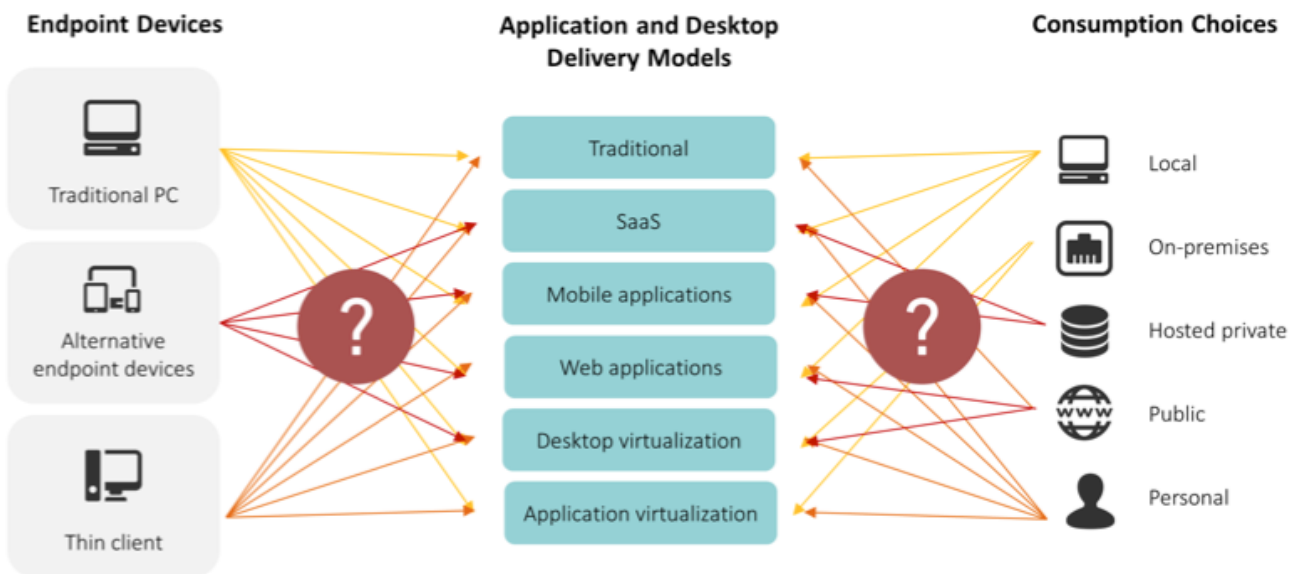 Endpoint Devices
Traditional PC
Alternative
endpoint devices
Thin client
?
Application and Desktop
Delivery Models
Traditional
SaaS
Mobile applications
Web applications
Desktop virtualization
Application virtualization
?
Consumption Choices
Local
On-premises
Hosted private
WWW
Public
Personal